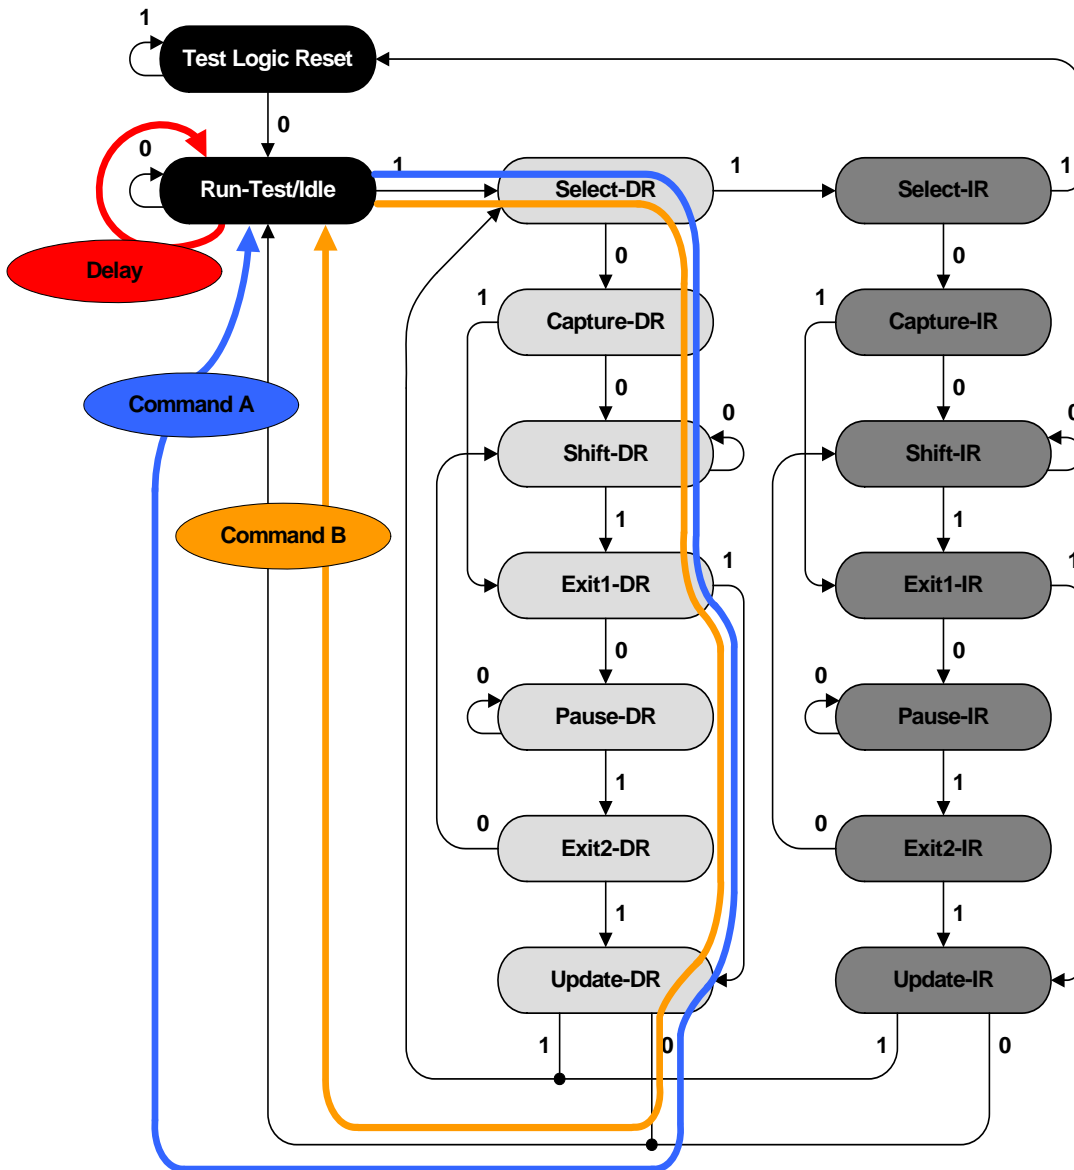 1
Test Logic Reset
0
0
Run-Test/Idle
1
Select-DR
1
Select-IR
1
Delay
0
0
1
Capture-DR
1
Capture-IR
0
0
Command A
Shift-DR
0
Shift-IR
0
1
1
Command B
Exit1-DR
1
Exit1-IR
1
0
0
0
Pause-DR
0
Pause-IR
1
1
0
Exit2-DR
0
Exit2-IR
1
1
Update-DR
Update-IR
1
0
1
0